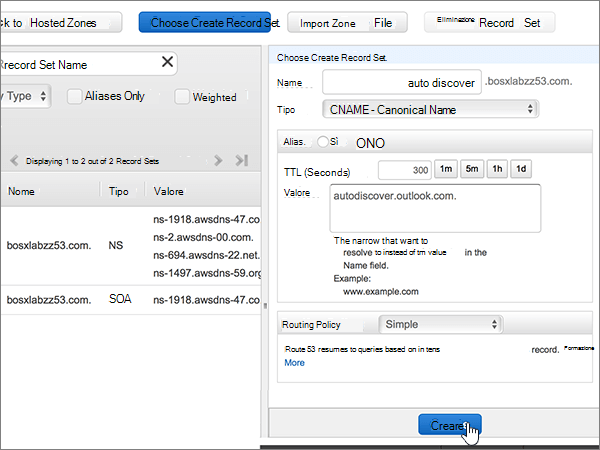 ck to Hosted Zones
Choose Create Record Set
Import Zone File
Eliminazione Record Set
Rrecord Set Name
y Type
Aliases Only
Weighted
Displaying 1 to 2 out of 2 Record Sets
Nome Tipo Valore
bosxlabzz53.com. NS
ns-1918.awsdns-47.co
ns-2.awsdns-00.com.
ns-694.awsdns-22.net.
ns-1497.awsdns-59.org
bosxlabzz53.com. SOA ns-1918.awsdns-47.co
Choose Create Record Set.
Name auto discover .bosxlabzz53.com.
Tipo CNAME - Canonical Name
Alias. Sì ONO
TTL (Seconds) 300 1m 5m 1h 1d
Valore autodiscover.outlook.com.
The narrow that want to
resolve to instead of tm value in the
Name field.
Example:
www.example.com
Routing Policy Simple
Route 53 resumes to queries based on in tens record. Formazione
More
Creare